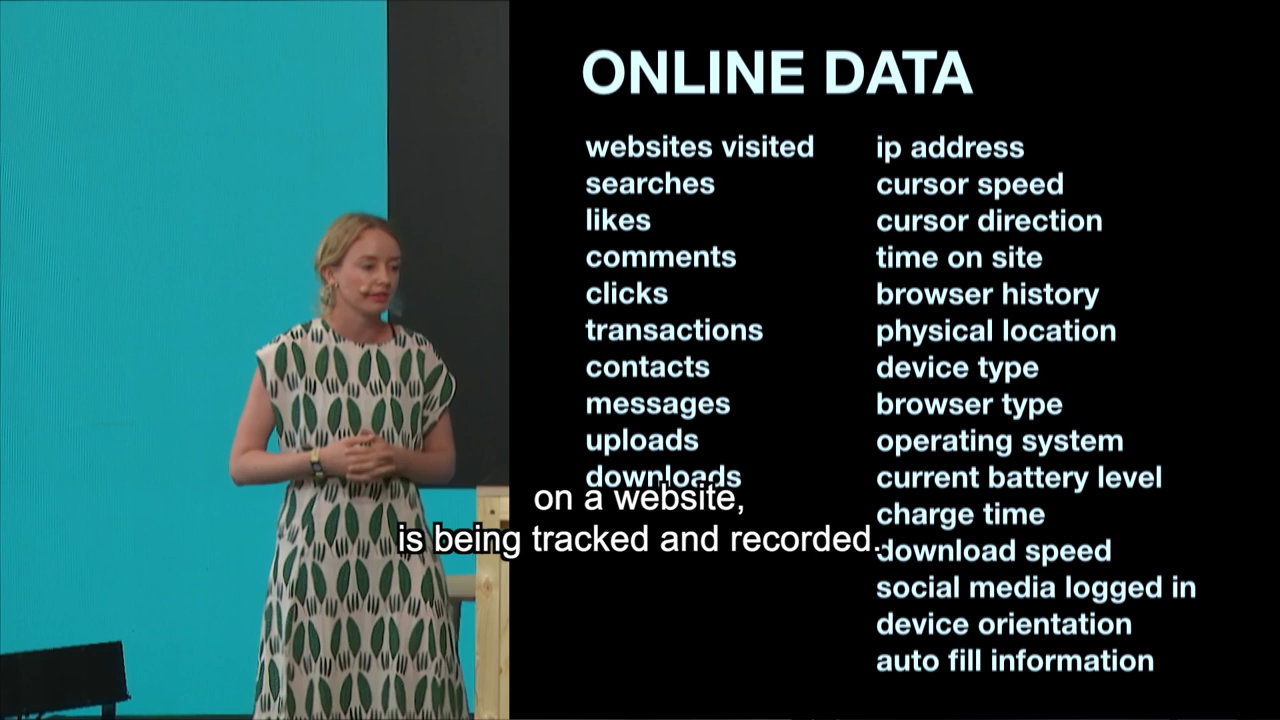 ONLINE DATA
websites visited
searches
likes
comments
clicks
transactions
contacts
messages
uploads
downloads
ip address
cursor speed
cursor direction
time on site
browser history
physical location
device type
browser type
operating system
current battery level
charge time
download speed
social media logged in
device orientation
auto fill information
on a website,
is being tracked and recorded.